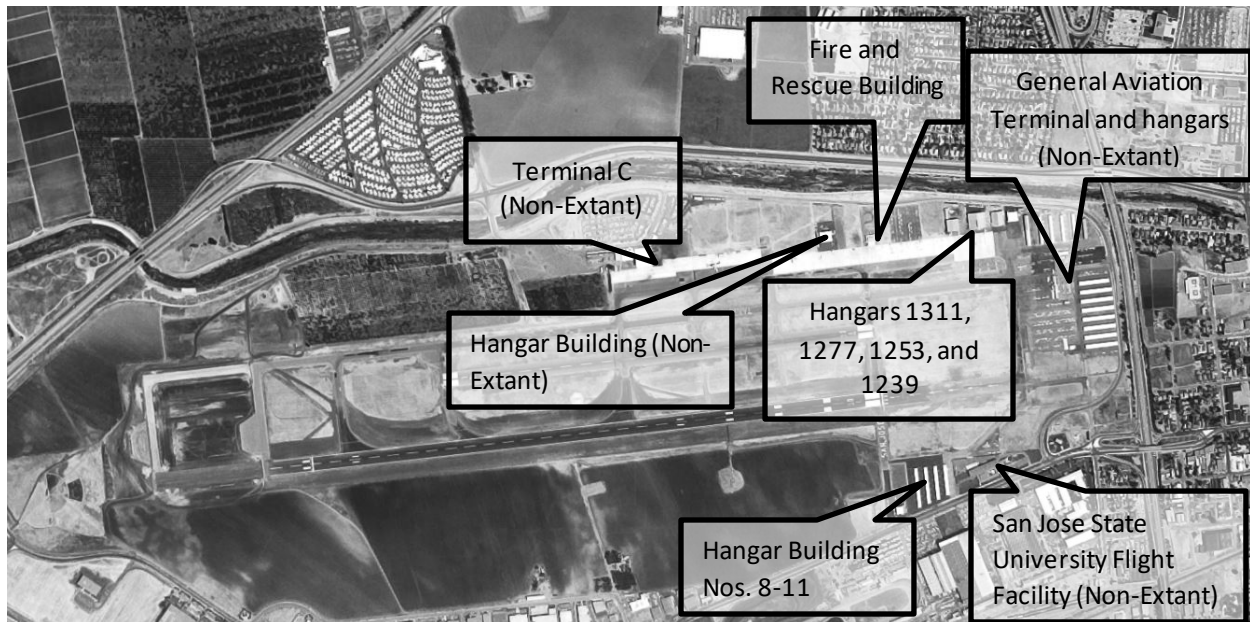 Fire and
Rescue Building
General Aviation
Terminal and hangars
(Non-Extant)
Terminal C
(Non-Extant)
Hangar Building (Non-
Extant)
Hangars 1311,
1277, 1253, and
1239
Hangar Building
Nos. 8-11
San Jose State
University Flight
Facility (Non-Extant)